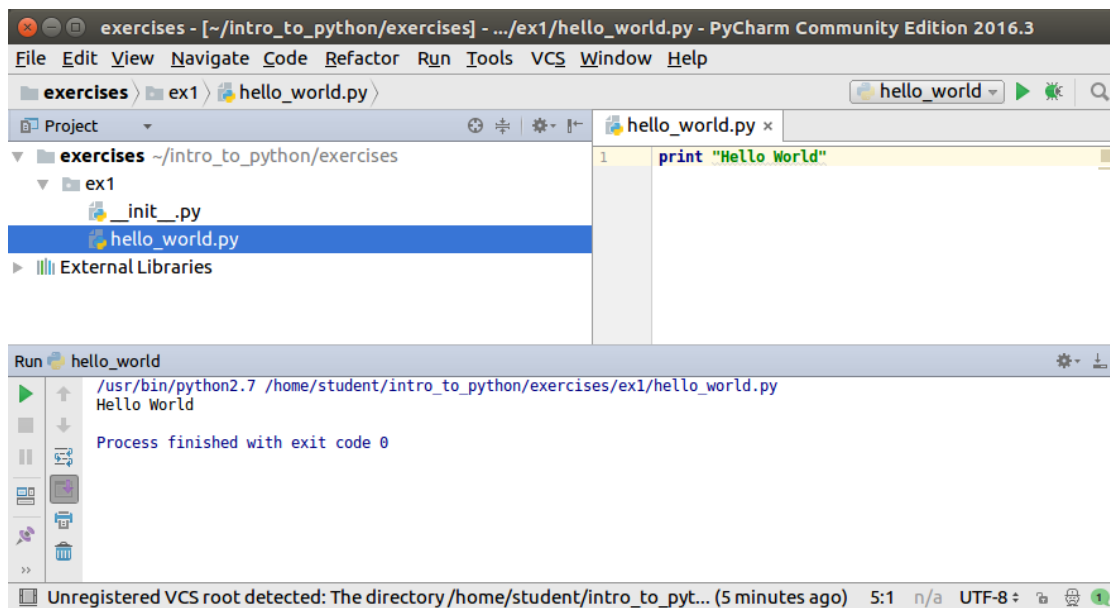 exercises - [~/intro_to_python/exercises] - .../ex1/hello_world.py - PyCharm Community Edition 2016.3
File Edit View Navigate Code Refactor Run Tools VCS Window Help
exercises ex1 hello_world.py
hello_world
Project
exercises ~/intro_to_python/exercises
ex1
__init__.py
hello_world.py
External Libraries
hello_world.py ×
1 print "Hello World"
Run hello_world
/usr/bin/python2.7 /home/student/intro_to_python/exercises/ex1/hello_world.py
Hello World
Process finished with exit code 0
>>
Unregistered VCS root detected: The directory /home/student/intro_to_pyt... (5 minutes ago) 5:1 n/a UTF-8 1